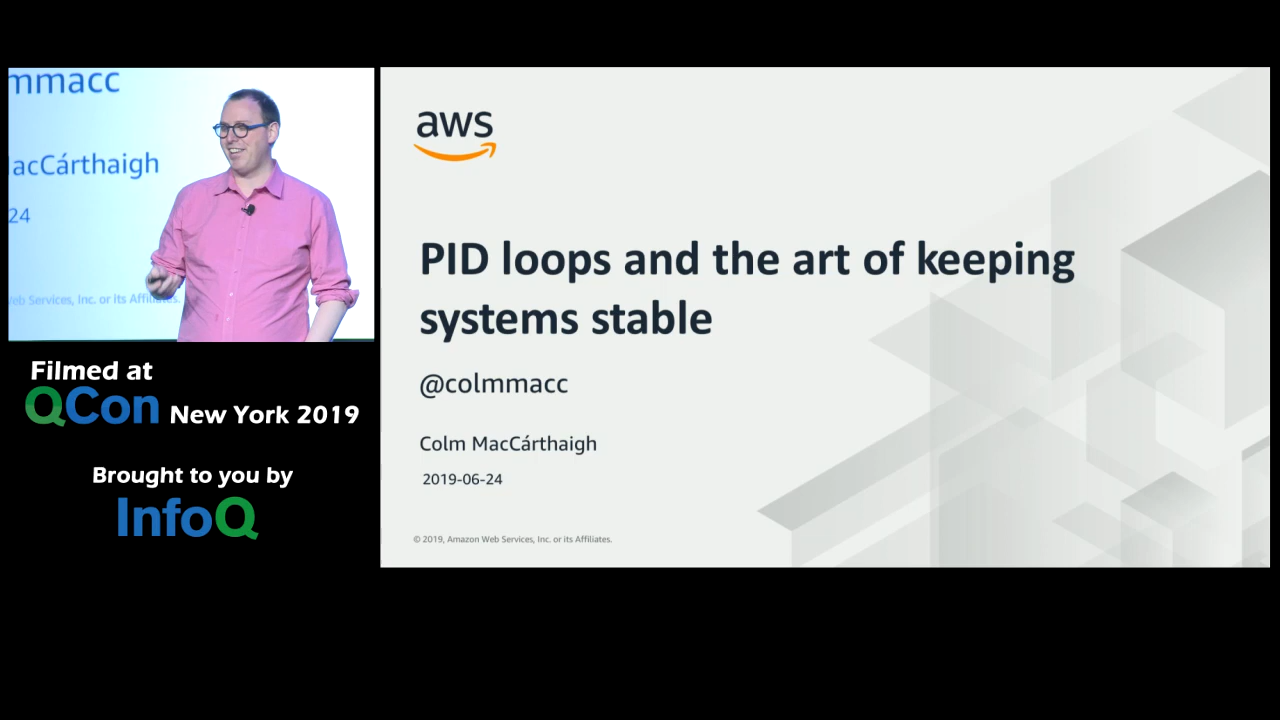 mmacc
lacCárthaigh
24
Web Services, Inc. or its Affiliates.
Filmed at
QCon New York 2019
Brought to you by
InfoQ
aws
PID loops and the art of keeping
systems stable
@colmmacc
Colm MacCárthaigh
2019-06-24
© 2019, Amazon Web Services, Inc. or its Affiliates.